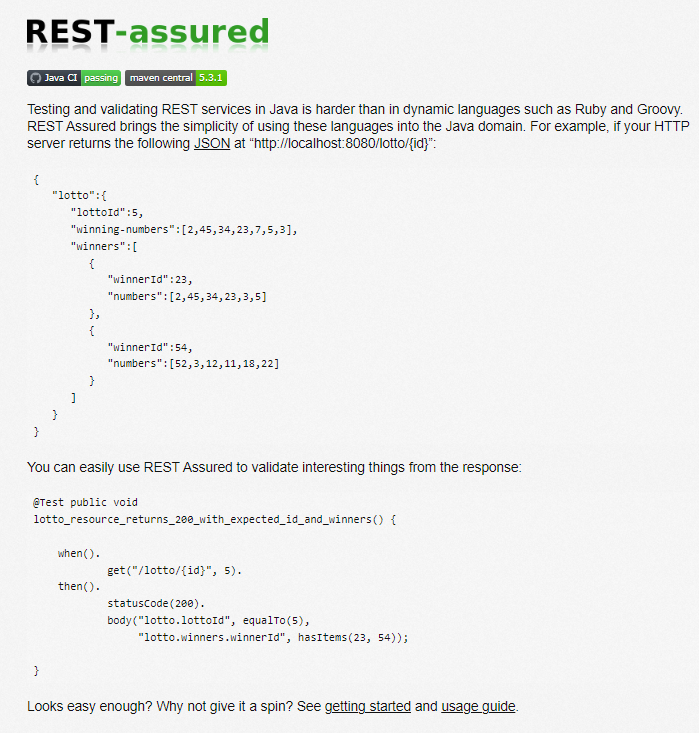 REST-assured
Java CI passing maven central 5.3.1
Testing and validating REST services in Java is harder than in dynamic languages such as Ruby and Groovy.
REST Assured brings the simplicity of using these languages into the Java domain. For example, if your HTTP
server returns the following JSON at “http://localhost:8080/lotto/{id}”:
{
   "lotto":{
      "lottoId":5,
      "winning-numbers":[2,45,34,23,7,5,3],
      "winners":[
         {
            "winnerId":23,
            "numbers":[2,45,34,23,3,5]
         },
         {
            "winnerId":54,
            "numbers":[52,3,12,11,18,22]
         }
      ]
   }
}
You can easily use REST Assured to validate interesting things from the response:
@Test public void
lotto_resource_returns_200_with_expected_id_and_winners() {
    when().
            get("/lotto/{id}", 5).
    then().
            statusCode(200).
            body("lotto.lottoId", equalTo(5),
                 "lotto.winners.winnerId", hasItems(23, 54));
}
Looks easy enough? Why not give it a spin? See getting started and usage guide.